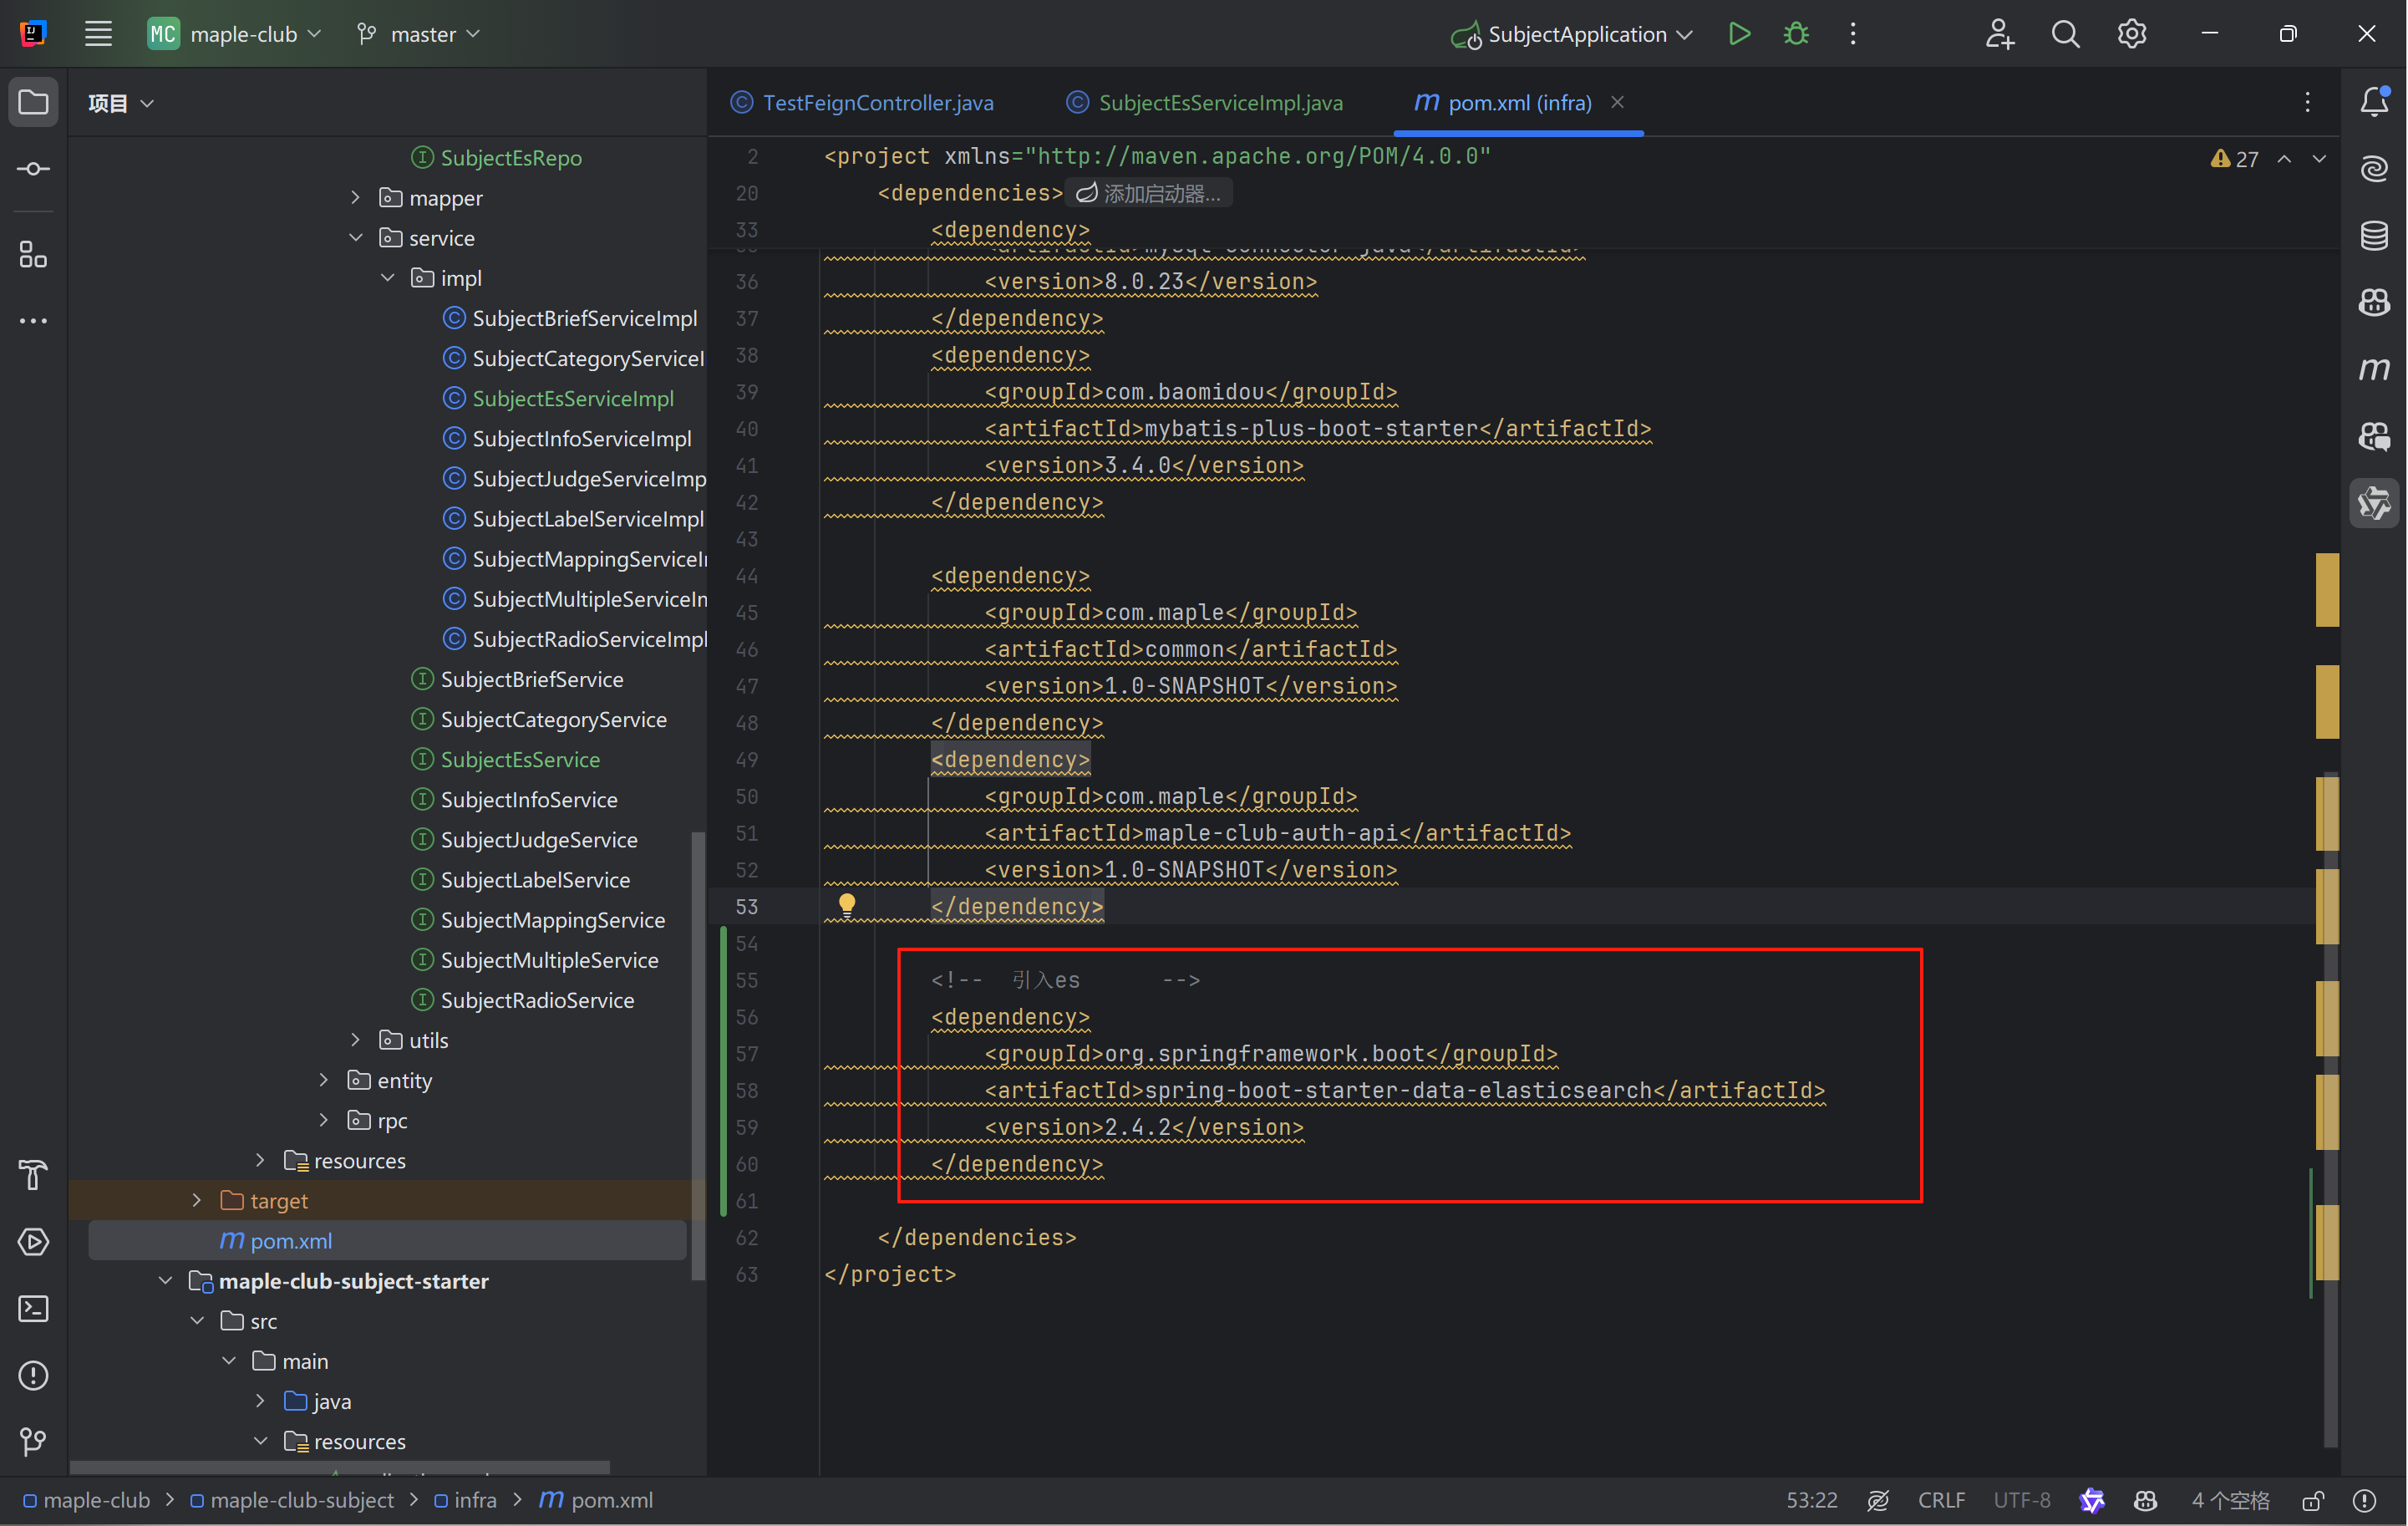 MC maple-club master SubjectApplication
项目
TestFeignController.java SubjectEsServiceImpl.java pom.xml (infra)
SubjectEsRepo
mapper
service
impl
SubjectBriefServiceImpl
SubjectCategoryServiceI
SubjectEsServiceImpl
SubjectInfoServiceImpl
SubjectJudgeServiceImp
SubjectLabelServiceImpl
SubjectMappingServiceI
SubjectMultipleServiceIm
SubjectRadioServiceImpl
SubjectBriefService
SubjectCategoryService
SubjectEsService
SubjectInfoService
SubjectJudgeService
SubjectLabelService
SubjectMappingService
SubjectMultipleService
SubjectRadioService
utils
entity
rpc
resources
target
pom.xml
maple-club-subject-starter
src
main
java
resources
27
2 <project xmlns="http://maven.apache.org/POM/4.0.0"
20 <dependencies> 添加启动器...
33 <dependency>
<artifactId>mysql-connector-java</artifactId>
36 <version>8.0.23</version>
37 </dependency>
38 <dependency>
39 <groupId>com.baomidou</groupId>
40 <artifactId>mybatis-plus-boot-starter</artifactId>
41 <version>3.4.0</version>
42 </dependency>
43
44 <dependency>
45 <groupId>com.maple</groupId>
46 <artifactId>common</artifactId>
47 <version>1.0-SNAPSHOT</version>
48 </dependency>
49 <dependency>
50 <groupId>com.maple</groupId>
51 <artifactId>maple-club-auth-api</artifactId>
52 <version>1.0-SNAPSHOT</version>
53 </dependency>
54
55 <!-- 引入es -->
56 <dependency>
57 <groupId>org.springframework.boot</groupId>
58 <artifactId>spring-boot-starter-data-elasticsearch</artifactId>
59 <version>2.4.2</version>
60 </dependency>
61
62 </dependencies>
63 </project>
maple-club > maple-club-subject > infra > pom.xml 53:22 CRLF UTF-8 4 个空格